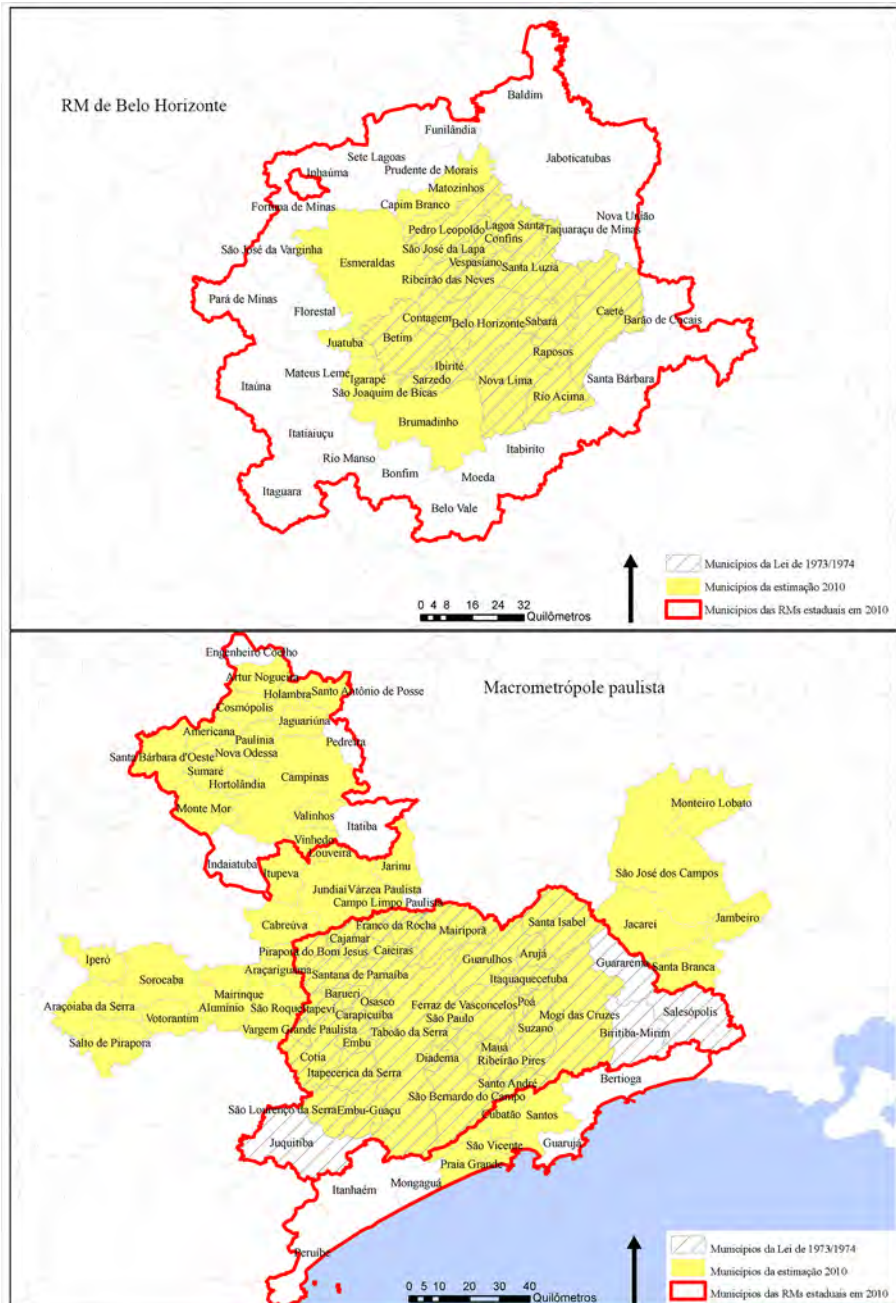 RM de Belo Horizonte
Baldim
Funilândia
Sete Lagoas
Jaboticatubas
Prudente de Morais
Inhaúma
Matozinhos
Capim Branco
Fortuna de Minas
Nova União
Lagoa Santa
Pedro Leopoldo
Taquaraçu de Minas
Confins
São José da Varginha
São José da Lapa
Esmeraldas
Vespasiano
Santa Luzia
Ribeirão das Neves
Pará de Minas
Florestal
Caeté
Contagem
Belo Horizonte
Sabará
Barão de Cocais
Betim
Juatuba
Raposos
Ibirité
Mateus Leme
Igarapé
Sarzedo
Nova Lima
Santa Bárbara
Itaúna
São Joaquim de Bicas
Rio Acima
Brumadinho
Itatiaiuçu
Itabirito
Rio Manso
Bonfim
Moeda
Itaguara
Belo Vale
Municípios da Lei de 1973/1974
Municípios da estimação 2010
Municípios das RMs estaduais em 2010
0 4 8 16 24 32
Quilômetros
Macrometrópole paulista
Engenheiro Coelho
Artur Nogueira
Holambra
Santo Antônio de Posse
Cosmópolis
Jaguariúna
Americana
Paulínia
Pedreira
Santa Bárbara d'Oeste
Nova Odessa
Sumaré
Campinas
Hortolândia
Monte Mor
Valinhos
Itatiba
Vinhedo
Louveira
Indaiatuba
Itupeva
Jarinu
Jundiaí
Várzea Paulista
Campo Limpo Paulista
Monteiro Lobato
São José dos Campos
Jacareí
Jambeiro
Santa Branca
Cabreúva
Franco da Rocha
Mairiporã
Santa Isabel
Cajamar
Pirapora do Bom Jesus
Caieiras
Guarulhos
Arujá
Guararema
Araçariguama
Santana de Parnaíba
Itaquaquecetuba
Iperó
Sorocaba
Mairinque
Barueri
Osasco
Ferraz de Vasconcelos
Poá
Salesópolis
Araçoiaba da Serra
Alumínio
São Roque
Itapevi
Carapicuíba
São Paulo
Mogi das Cruzes
Votorantim
Vargem Grande Paulista
Taboão da Serra
Suzano
Biritiba-Mirim
Salto de Pirapora
Embu
Mauá
Cotia
Diadema
Ribeirão Pires
Itapecerica da Serra
Santo André
Bertioga
São Bernardo do Campo
São Lourenço da Serra
Embu-Guaçu
Cubatão
Santos
Juquitiba
São Vicente
Guarujá
Praia Grande
Itanhaém
Mongaguá
Peruíbe
Municípios da Lei de 1973/1974
Municípios da estimação 2010
Municípios das RMs estaduais em 2010
0 5 10 20 30 40
Quilômetros